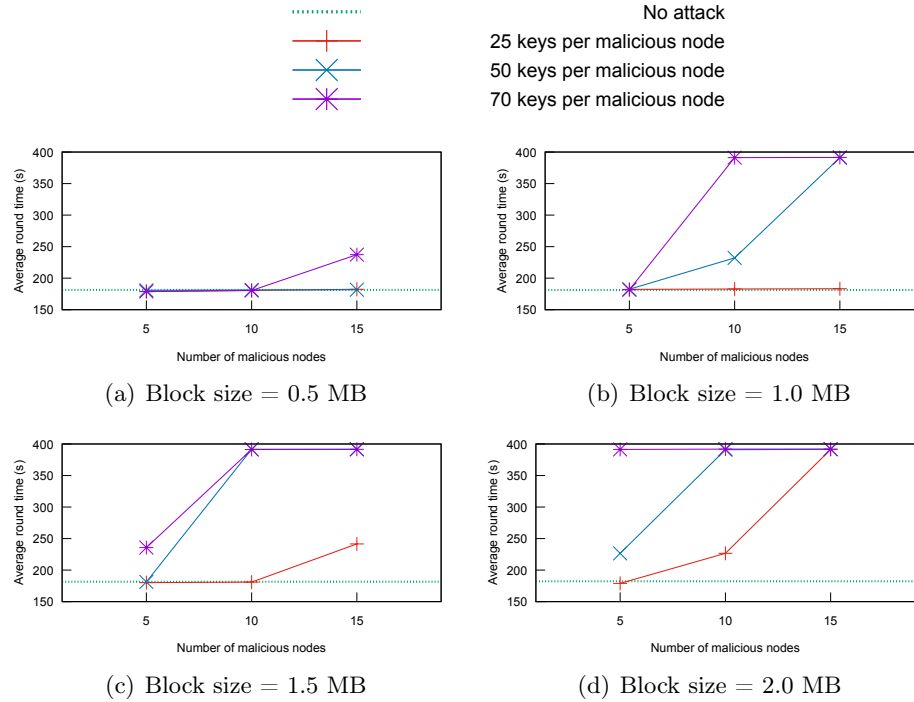 No attack
25 keys per malicious node
50 keys per malicious node
70 keys per malicious node
Average round time (s)
400
350
300
250
200
150
5 10 15
Number of malicious nodes
(a) Block size = 0.5 MB
Average round time (s)
400
350
300
250
200
150
5 10 15
Number of malicious nodes
(b) Block size = 1.0 MB
Average round time (s)
400
350
300
250
200
150
5 10 15
Number of malicious nodes
(c) Block size = 1.5 MB
Average round time (s)
400
350
300
250
200
150
5 10 15
Number of malicious nodes
(d) Block size = 2.0 MB